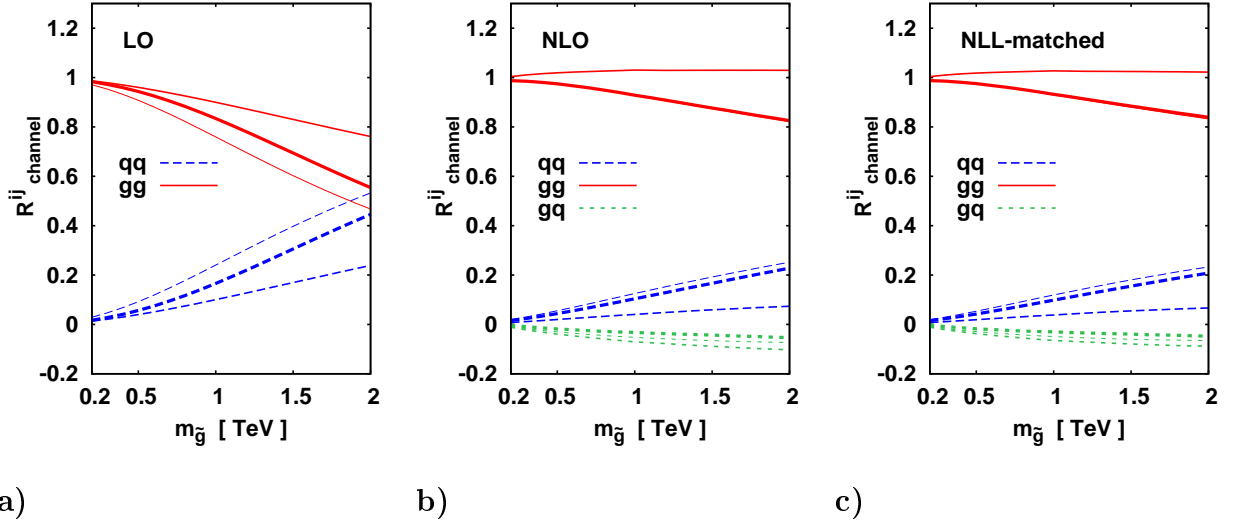 LO
R^ij channel
1.2
1
0.8
0.6
0.4
0.2
0
-0.2
qq
gg
0.2 0.5 1 1.5 2
m_g̃ [ TeV ]
a)
NLO
R^ij channel
1.2
1
0.8
0.6
0.4
0.2
0
-0.2
qq
gg
gq
0.2 0.5 1 1.5 2
m_g̃ [ TeV ]
b)
NLL-matched
R^ij channel
1.2
1
0.8
0.6
0.4
0.2
0
-0.2
qq
gg
gq
0.2 0.5 1 1.5 2
m_g̃ [ TeV ]
c)